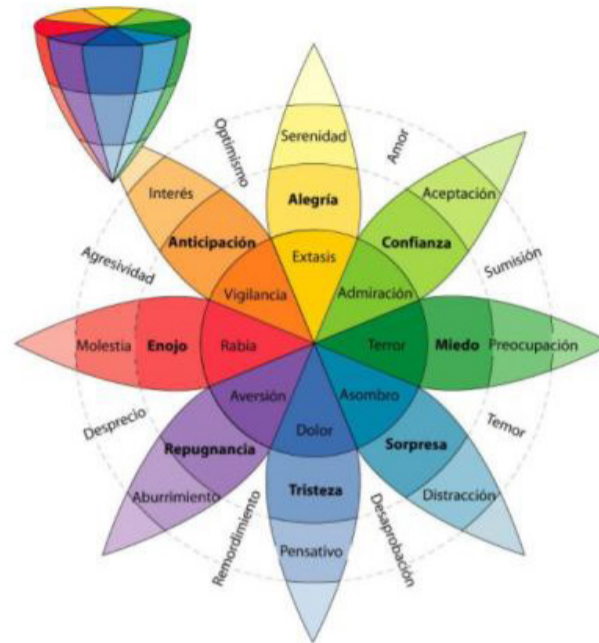 Optimismo
Serenidad
Amor
Interés
Alegría
Aceptación
Anticipación
Confianza
Agresividad
Extasis
Sumisión
Vigilancia
Admiración
Molestia
Enojo
Rabia
Terror
Miedo
Preocupación
Aversión
Asombro
Desprecio
Dolor
Temor
Repugnancia
Sorpresa
Aburrimiento
Tristeza
Distracción
Remordimiento
Pensativo
Desaprobación